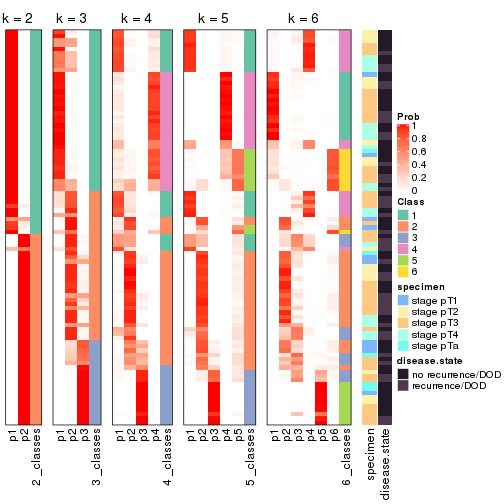 k = 2 k = 3 k = 4 k = 5 k = 6
Prob
1
0.8
0.6
0.4
0.2
0
Class
1
2
3
4
5
6
specimen
stage pT1
stage pT2
stage pT3
stage pT4
stage pTa
disease.state
no recurrence/DOD
recurrence/DOD
p1 p2 2_classes p1 p2 p3 3_classes p1 p2 p3 p4 4_classes p1 p2 p3 p4 p5 5_classes p1 p2 p3 p4 p5 p6 6_classes specimen disease.state